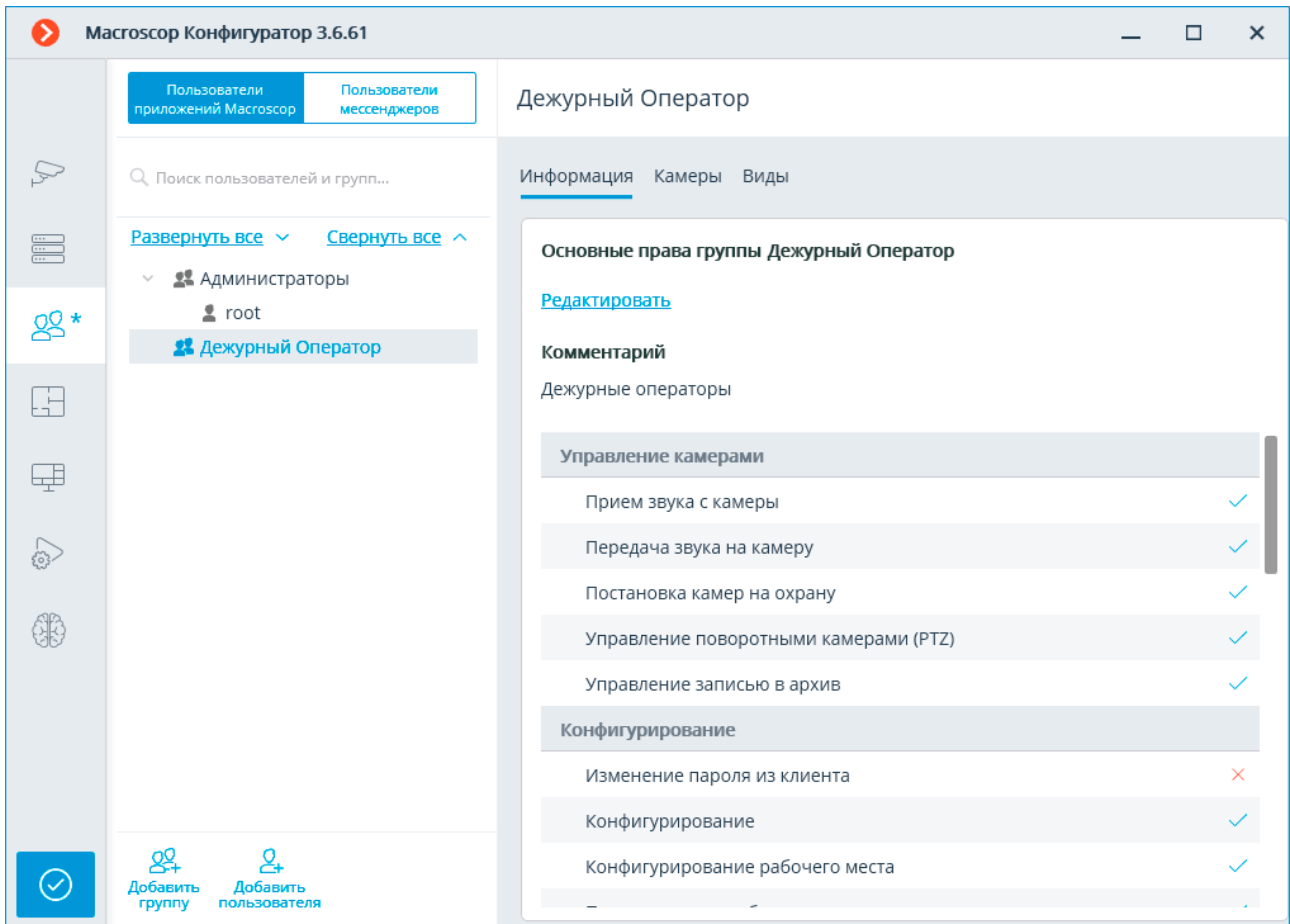 Macroscop Конфигуратор 3.6.61
Пользователи
приложений Macroscop
Пользователи
мессенджеров
Поиск пользователей и групп...
Развернуть все
Свернуть все
Администраторы
root
Дежурный Оператор
Добавить
группу
Добавить
пользователя
Дежурный Оператор
Информация Камеры Виды
Основные права группы Дежурный Оператор
Редактировать
Комментарий
Дежурные операторы
Управление камерами
Прием звука с камеры
Передача звука на камеру
Постановка камер на охрану
Управление поворотными камерами (PTZ)
Управление записью в архив
Конфигурирование
Изменение пароля из клиента
Конфигурирование
Конфигурирование рабочего места